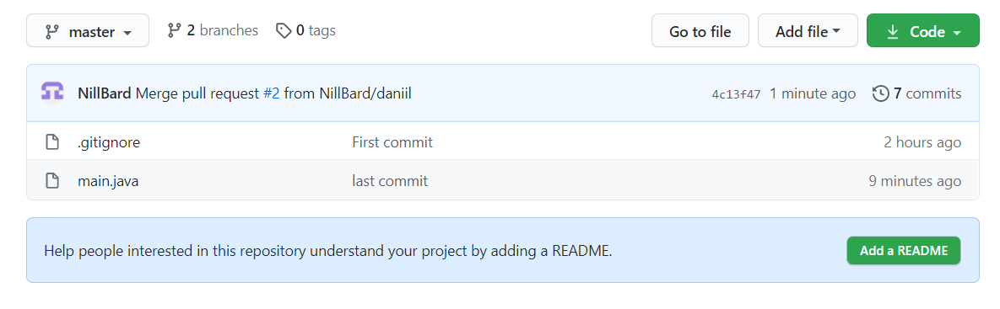 master 2 branches 0 tags Go to file Add file Code
NillBard Merge pull request #2 from NillBard/daniil 4c13f47 1 minute ago 7 commits
.gitignore First commit 2 hours ago
main.java last commit 9 minutes ago
Help people interested in this repository understand your project by adding a README. Add a README